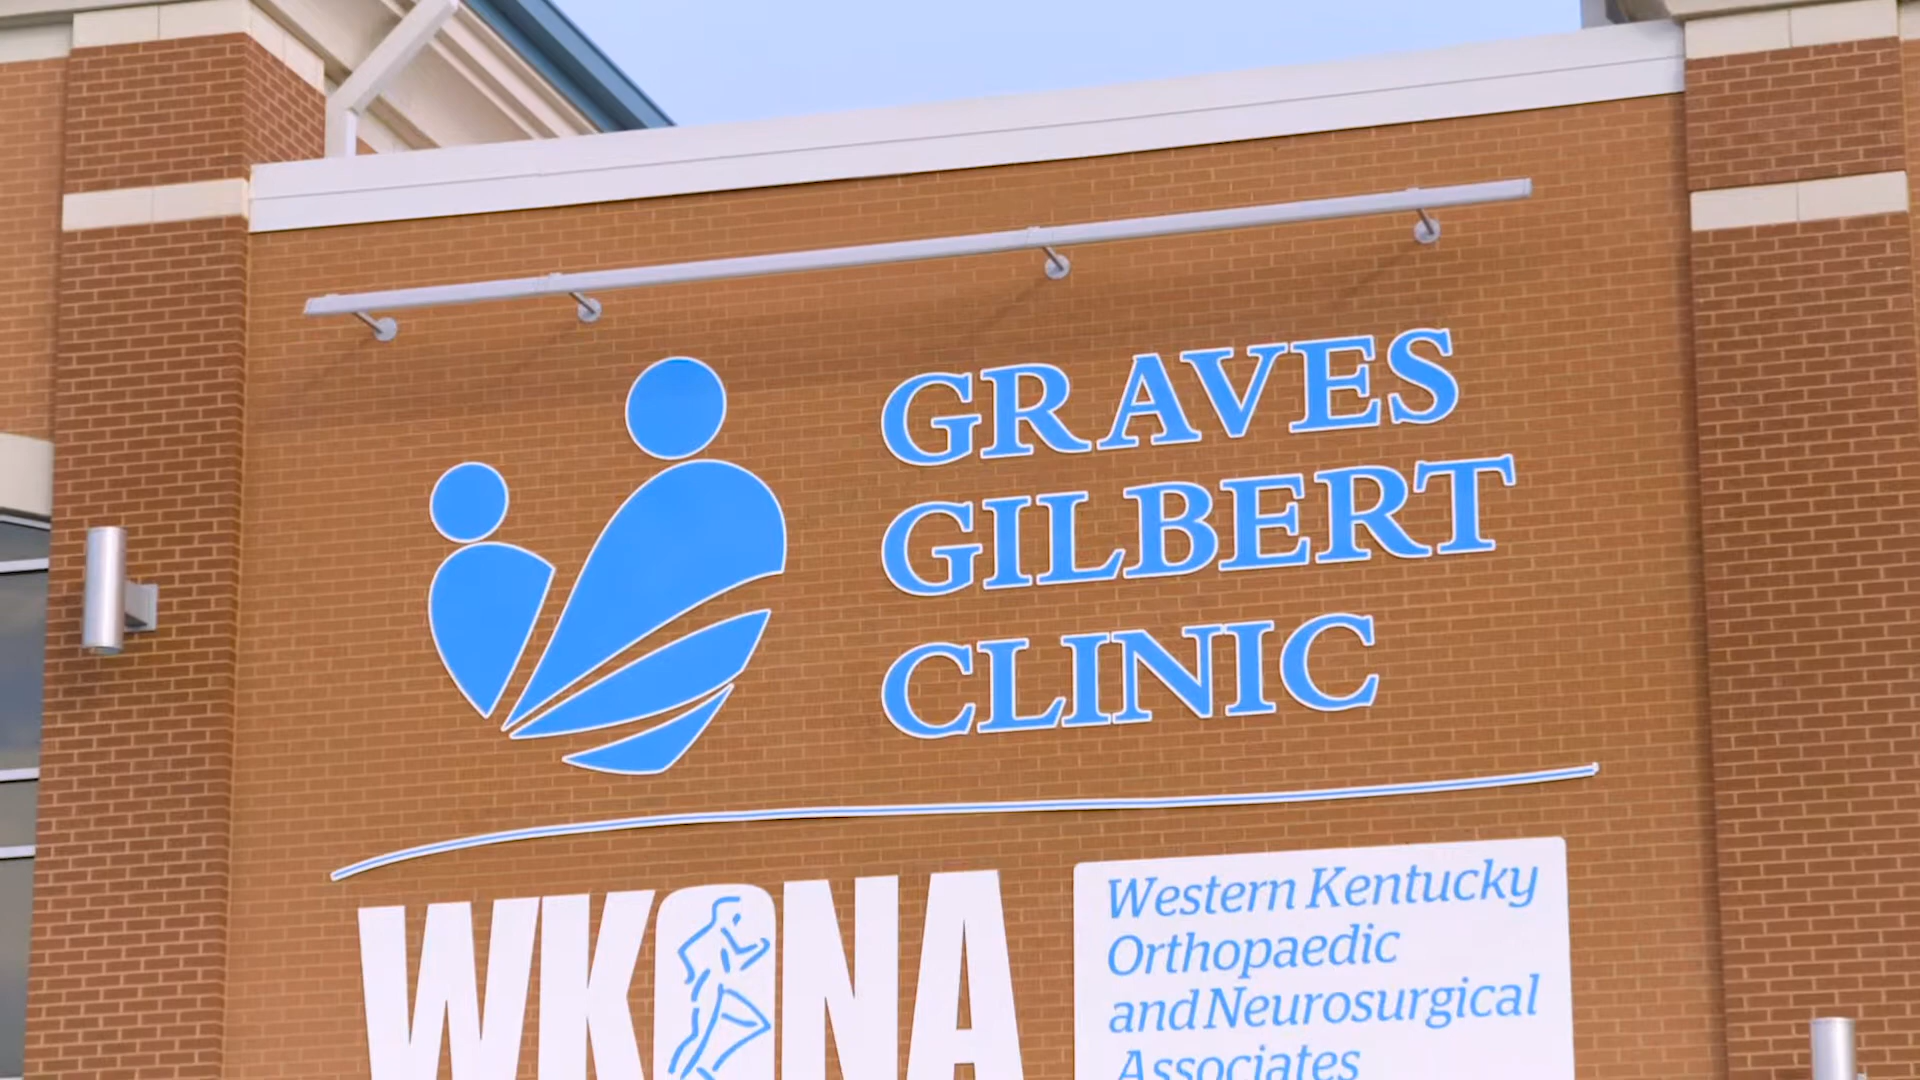 GRAVES
GILBERT
CLINIC
WKONA
Western Kentucky
Orthopaedic
and Neurosurgical
Associates